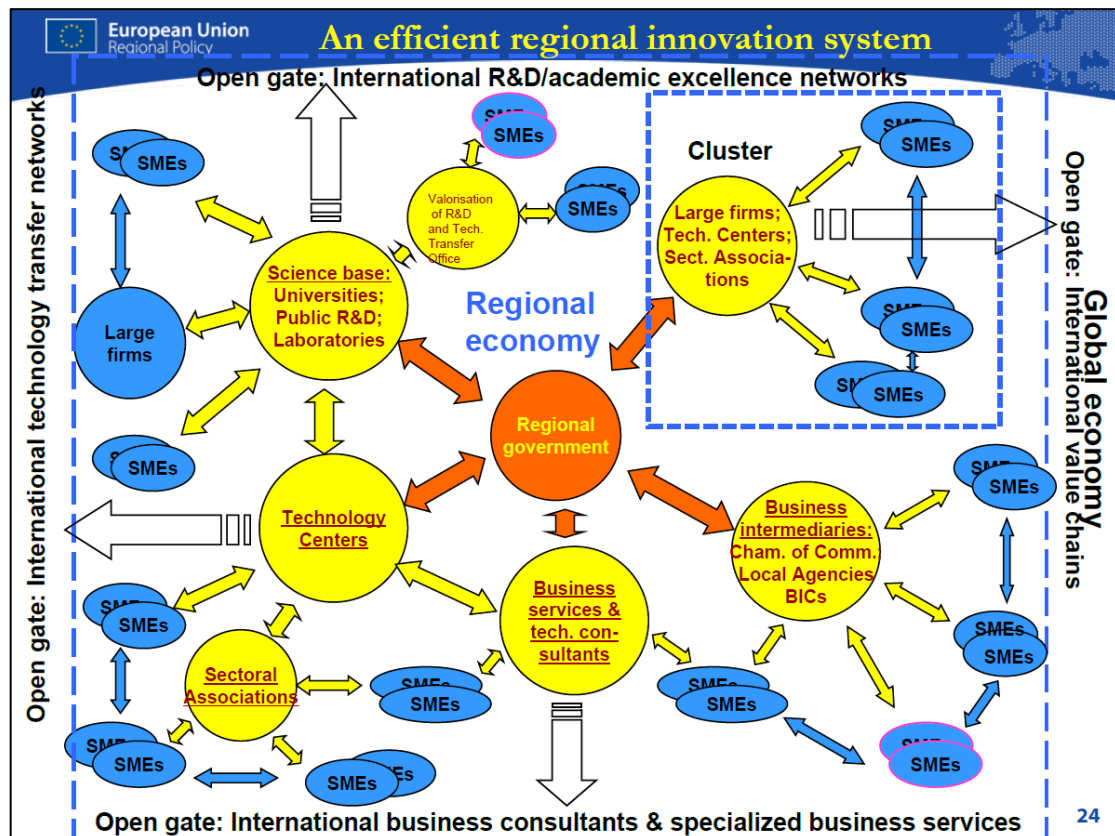 European Union
Regional Policy
An efficient regional innovation system
Open gate: International R&D/academic excellence networks
Open gate: International technology transfer networks
SMEs
SMEs
SMEs
Valorisation of R&D
and Tech.
Transfer
Office
SMEs
SMEs
Cluster
SMEs
Large firms;
Tech. Centers;
Sect. Associa-
tions
Science base:
Universities;
Public R&D;
Laboratories
Large
firms
Regional
economy
SMEs
SMEs
Regional
government
SMEs
SMEs
Technology
Centers
Business
intermediaries:
Cham. of Comm.
Local Agencies
BICs
Business
services &
tech. con-
sultants
SMEs
SMEs
SMEs
Sectoral
Associations
SMEs
SMEs
SMEs
SMEs
SMEs
SMEs
SMEs
SMEs
Open gate: International value chains
Global economy
Open gate: International business consultants & specialized business services
24